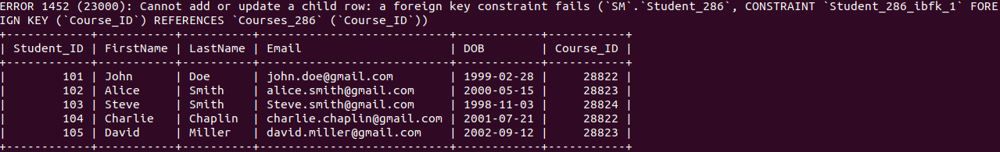 ERROR 1452 (23000): Cannot add or update a child row: a foreign key constraint fails (`SM`.`Student_286`, CONSTRAINT `Student_286_ibfk_1` FORE
IGN KEY (`Course_ID`) REFERENCES `Courses_286` (`Course_ID`))
+------------+-----------+----------+---------------------------+------------+-----------+
| Student_ID | FirstName | LastName | Email                     | DOB        | Course_ID |
+------------+-----------+----------+---------------------------+------------+-----------+
|        101 | John      | Doe      | john.doe@gmail.com        | 1999-02-28 |     28822 |
|        102 | Alice     | Smith    | alice.smith@gmail.com     | 2000-05-15 |     28823 |
|        103 | Steve     | Smith    | Steve.smith@gmail.com     | 1998-11-03 |     28824 |
|        104 | Charlie   | Chaplin  | charlie.chaplin@gmail.com | 2001-07-21 |     28822 |
|        105 | David     | Miller   | david.miller@gmail.com    | 2002-09-12 |     28823 |
+------------+-----------+----------+---------------------------+------------+-----------+